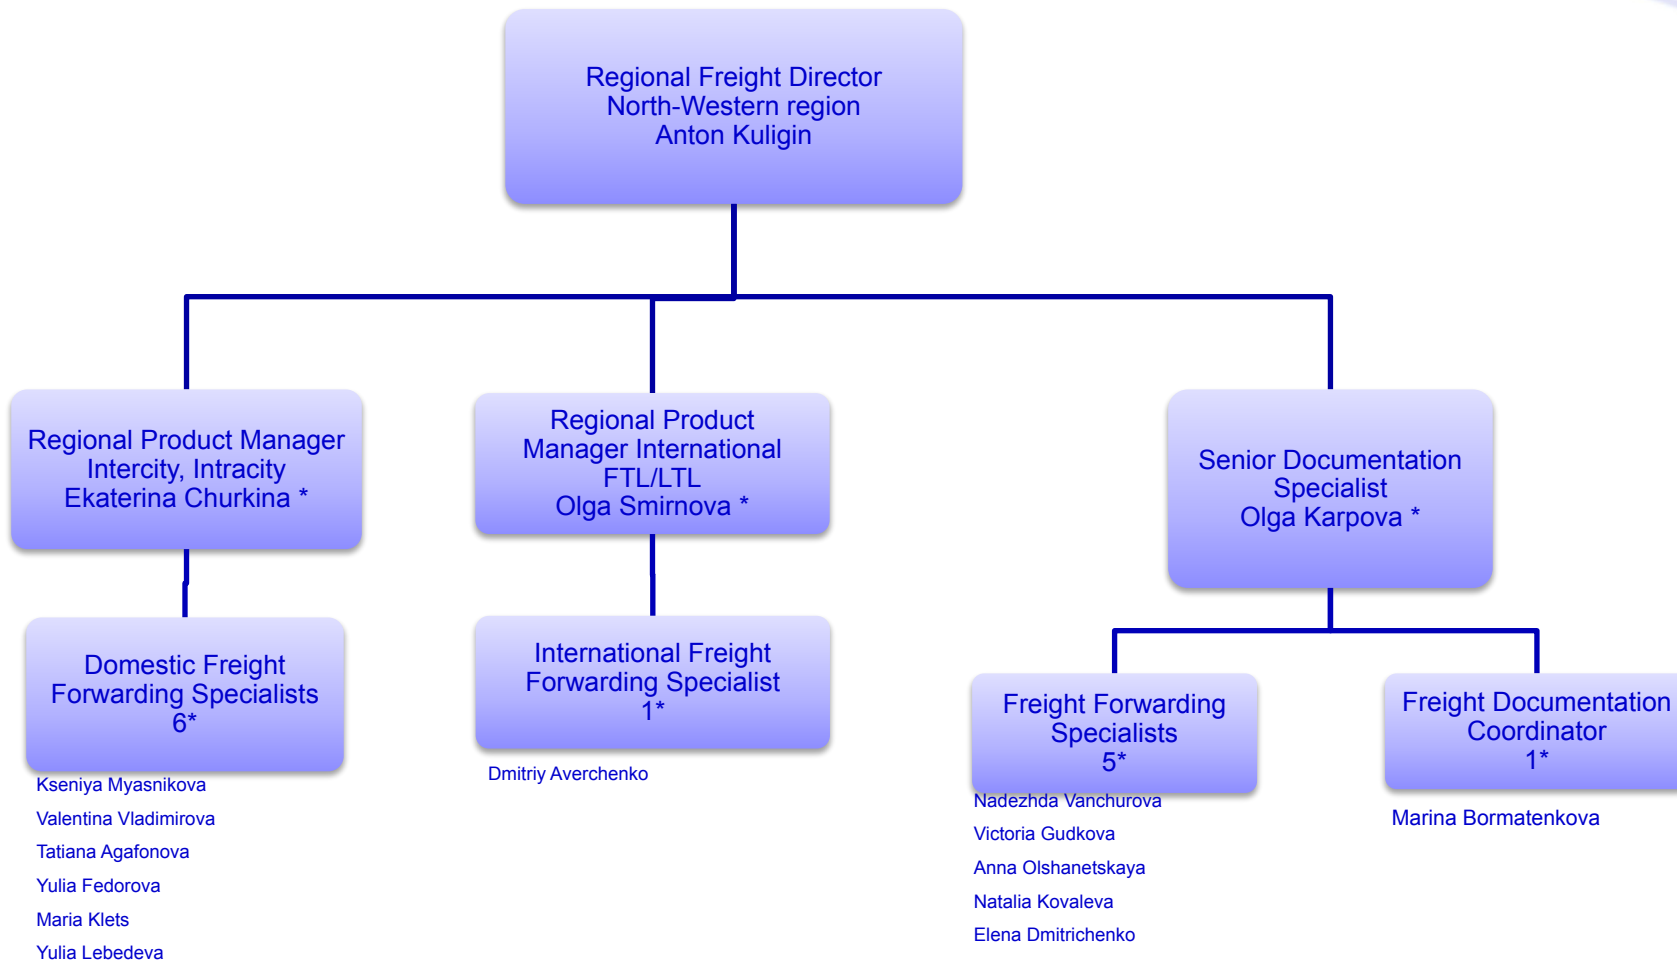 Regional Freight Director
North-Western region
Anton Kuligin
Regional Product Manager
Intercity, Intracity
Ekaterina Churkina *
Regional Product
Manager International
FTL/LTL
Olga Smirnova *
Senior Documentation
Specialist
Olga Karpova *
Domestic Freight
Forwarding Specialists
6*
Kseniya Myasnikova
Valentina Vladimirova
Tatiana Agafonova
Yulia Fedorova
Maria Klets
Yulia Lebedeva
International Freight
Forwarding Specialist
1*
Dmitriy Averchenko
Freight Forwarding
Specialists
5*
Nadezhda Vanchurova
Victoria Gudkova
Anna Olshanetskaya
Natalia Kovaleva
Elena Dmitrichenko
Freight Documentation
Coordinator
1*
Marina Bormatenkova